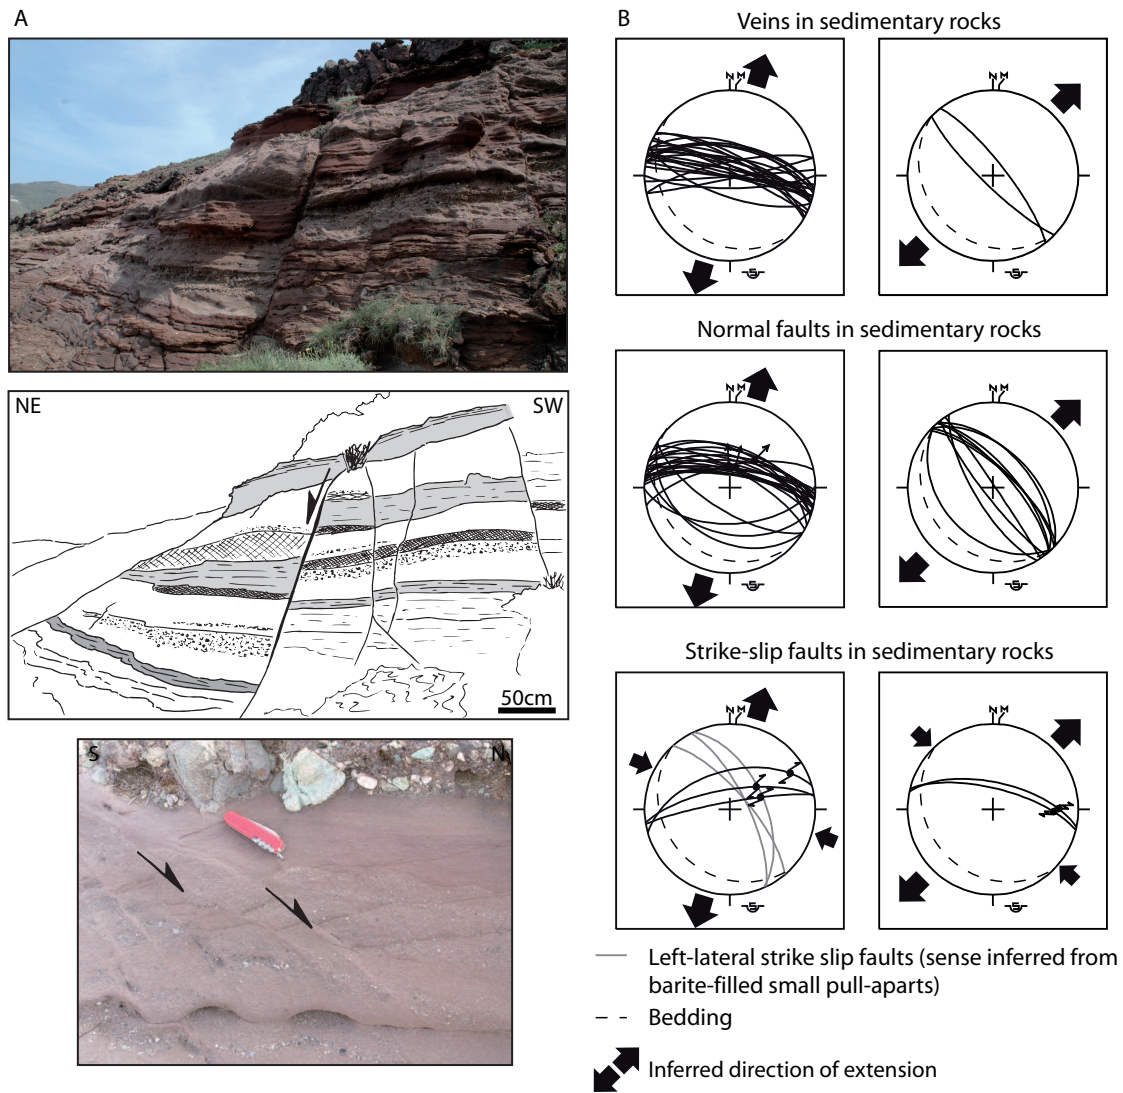 A
B
Veins in sedimentary rocks
N M
N M
S
S
NE
SW
Normal faults in sedimentary rocks
N M
N M
S
S
50cm
Strike-slip faults in sedimentary rocks
N M
N M
S
S
S
N
Left-lateral strike slip faults (sense inferred from
barite-filled small pull-aparts)
Bedding
Inferred direction of extension